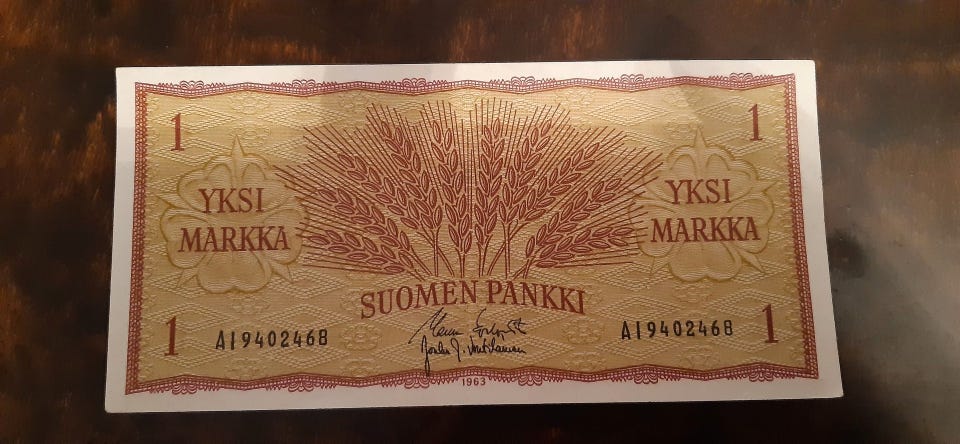 1
1
YKSI
MARKKA
YKSI
MARKKA
SUOMEN PANKKI
1
AI9402468
AI9402468
1
1963